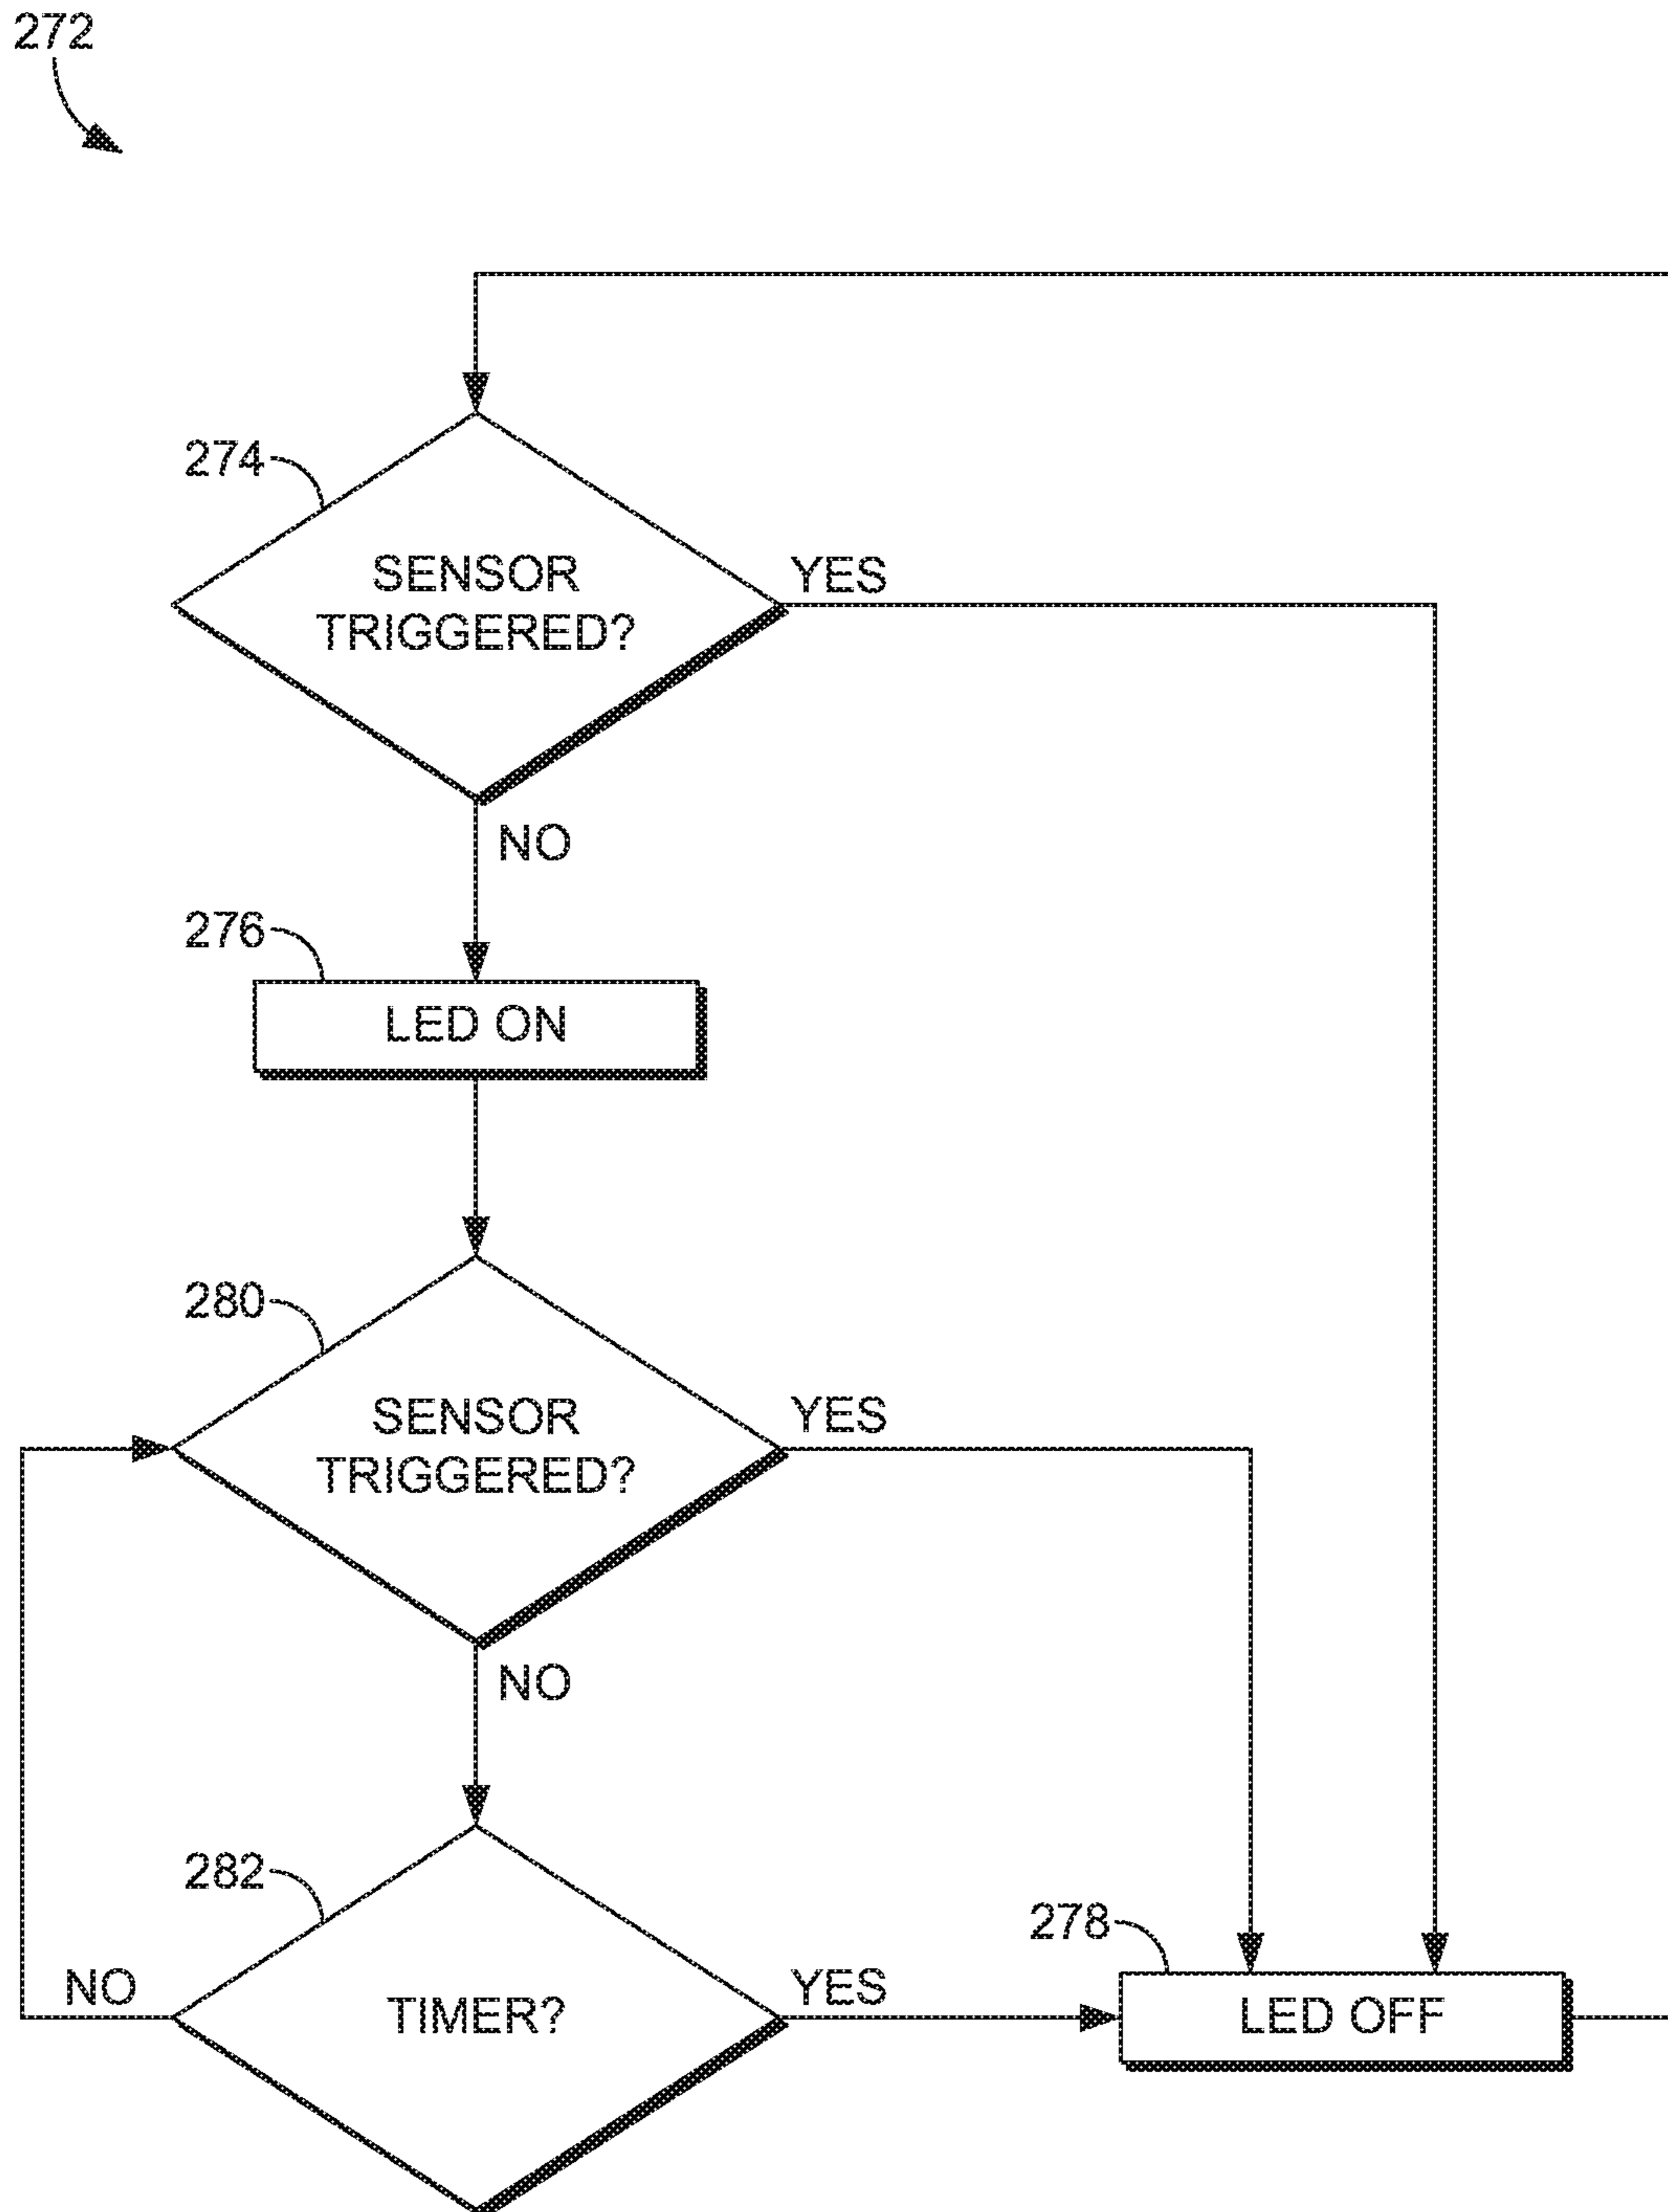 272
274
SENSOR
TRIGGERED?
YES
NO
276
LED ON
280
SENSOR
TRIGGERED?
YES
NO
282
TIMER?
NO
YES
278
LED OFF